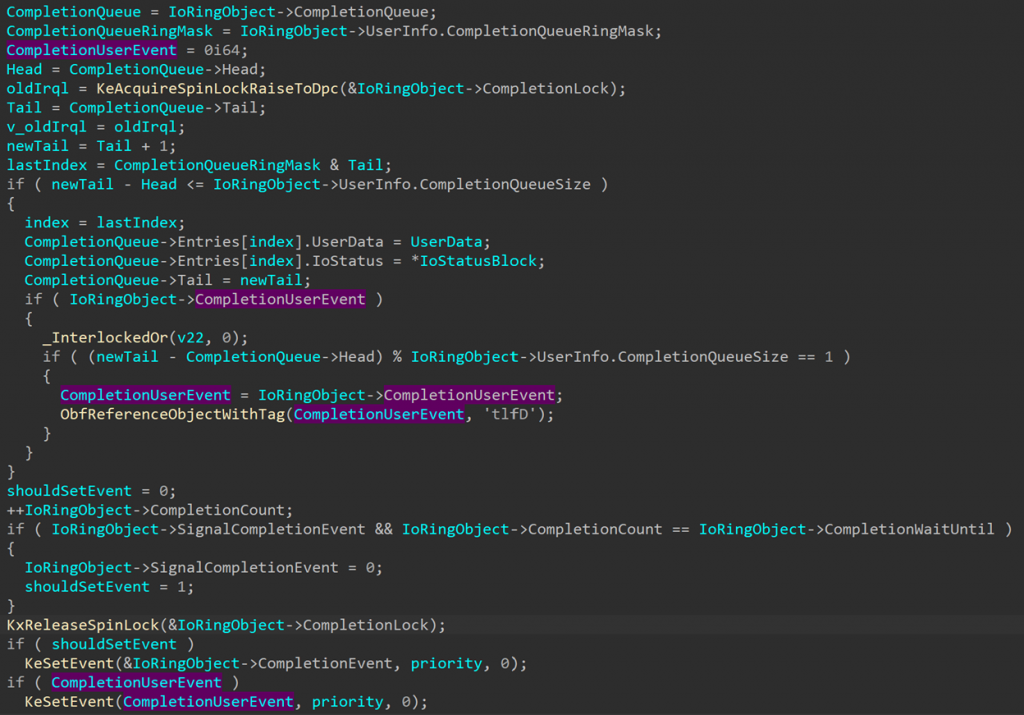 CompletionQueue = IoRingObject->CompletionQueue;
CompletionQueueRingMask = IoRingObject->UserInfo.CompletionQueueRingMask;
CompletionUserEvent = 0i64;
Head = CompletionQueue->Head;
oldIrql = KeAcquireSpinLockRaiseToDpc(&IoRingObject->CompletionLock);
Tail = CompletionQueue->Tail;
v_oldIrql = oldIrql;
newTail = Tail + 1;
lastIndex = CompletionQueueRingMask & Tail;
if ( newTail - Head <= IoRingObject->UserInfo.CompletionQueueSize )
{
  index = lastIndex;
  CompletionQueue->Entries[index].UserData = UserData;
  CompletionQueue->Entries[index].IoStatus = *IoStatusBlock;
  CompletionQueue->Tail = newTail;
  if ( IoRingObject->CompletionUserEvent )
  {
    _InterlockedOr(v22, 0);
    if ( (newTail - CompletionQueue->Head) % IoRingObject->UserInfo.CompletionQueueSize == 1 )
    {
      CompletionUserEvent = IoRingObject->CompletionUserEvent;
      ObfReferenceObjectWithTag(CompletionUserEvent, 'tlfD');
    }
  }
}
shouldSetEvent = 0;
++IoRingObject->CompletionCount;
if ( IoRingObject->SignalCompletionEvent && IoRingObject->CompletionCount == IoRingObject->CompletionWaitUntil )
{
  IoRingObject->SignalCompletionEvent = 0;
  shouldSetEvent = 1;
}
KxReleaseSpinLock(&IoRingObject->CompletionLock);
if ( shouldSetEvent )
  KeSetEvent(&IoRingObject->CompletionEvent, priority, 0);
if ( CompletionUserEvent )
  KeSetEvent(CompletionUserEvent, priority, 0);